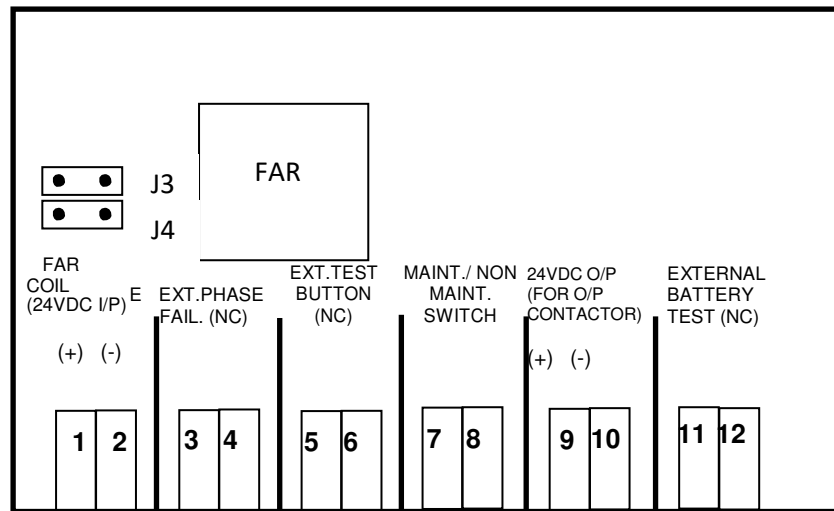 J3
FAR
J4
FAR
COIL
(24VDC I/P) E
(+) (-)
EXT.PHASE
FAIL. (NC)
EXT.TEST
BUTTON
(NC)
MAINT./ NON
MAINT.
SWITCH
24VDC O/P
(FOR O/P
CONTACTOR)
(+) (-)
EXTERNAL
BATTERY
TEST (NC)
1 2 3 4 5 6 7 8 9 10 11 12